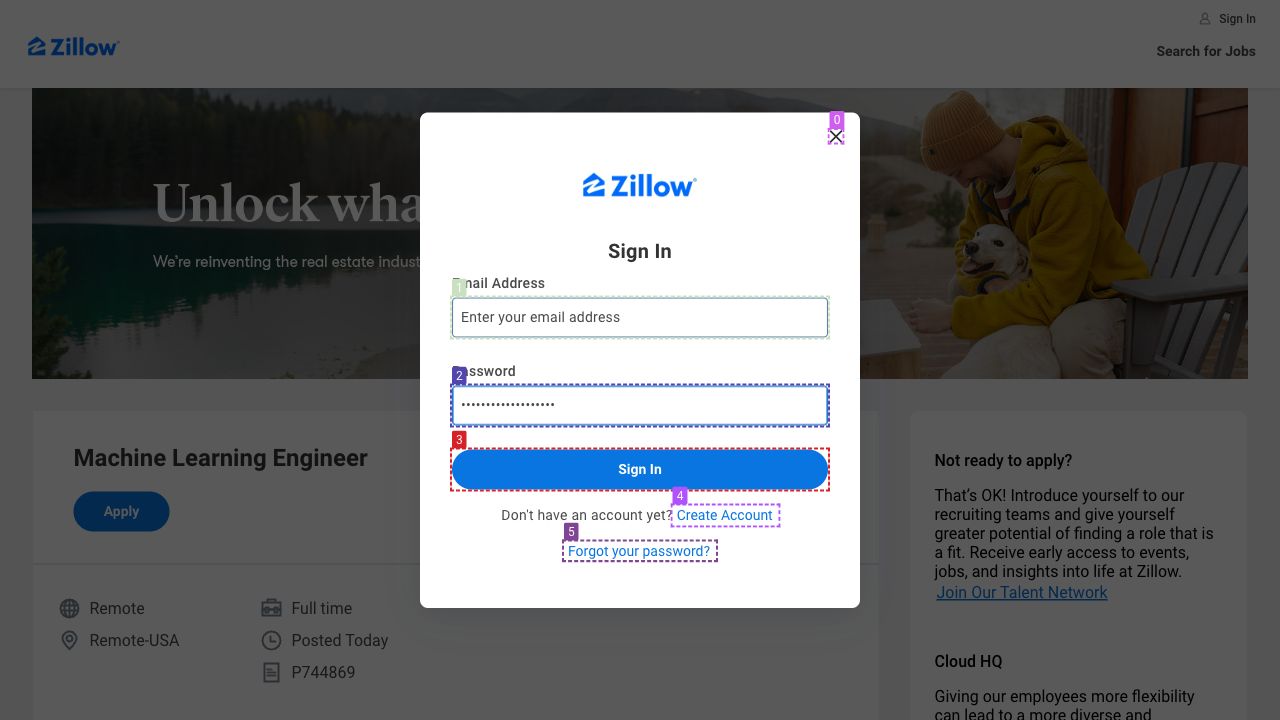 Sign In
Zillow
Search for Jobs
Unlock wha
We're reinventing the real estate indust
0
Zillow
Sign In
Email Address
1
Enter your email address
Password
2
•••••••••••••••••••
3
Sign In
4
Don't have an account yet? Create Account
5
Forgot your password?
Machine Learning Engineer
Apply
Remote
Full time
Remote-USA
Posted Today
P744869
Not ready to apply?
That's OK! Introduce yourself to our
recruiting teams and give yourself
greater potential of finding a role that is
a fit. Receive early access to events,
jobs, and insights into life at Zillow.
Join Our Talent Network
Cloud HQ
Giving our employees more flexibility
can lead to a more diverse and